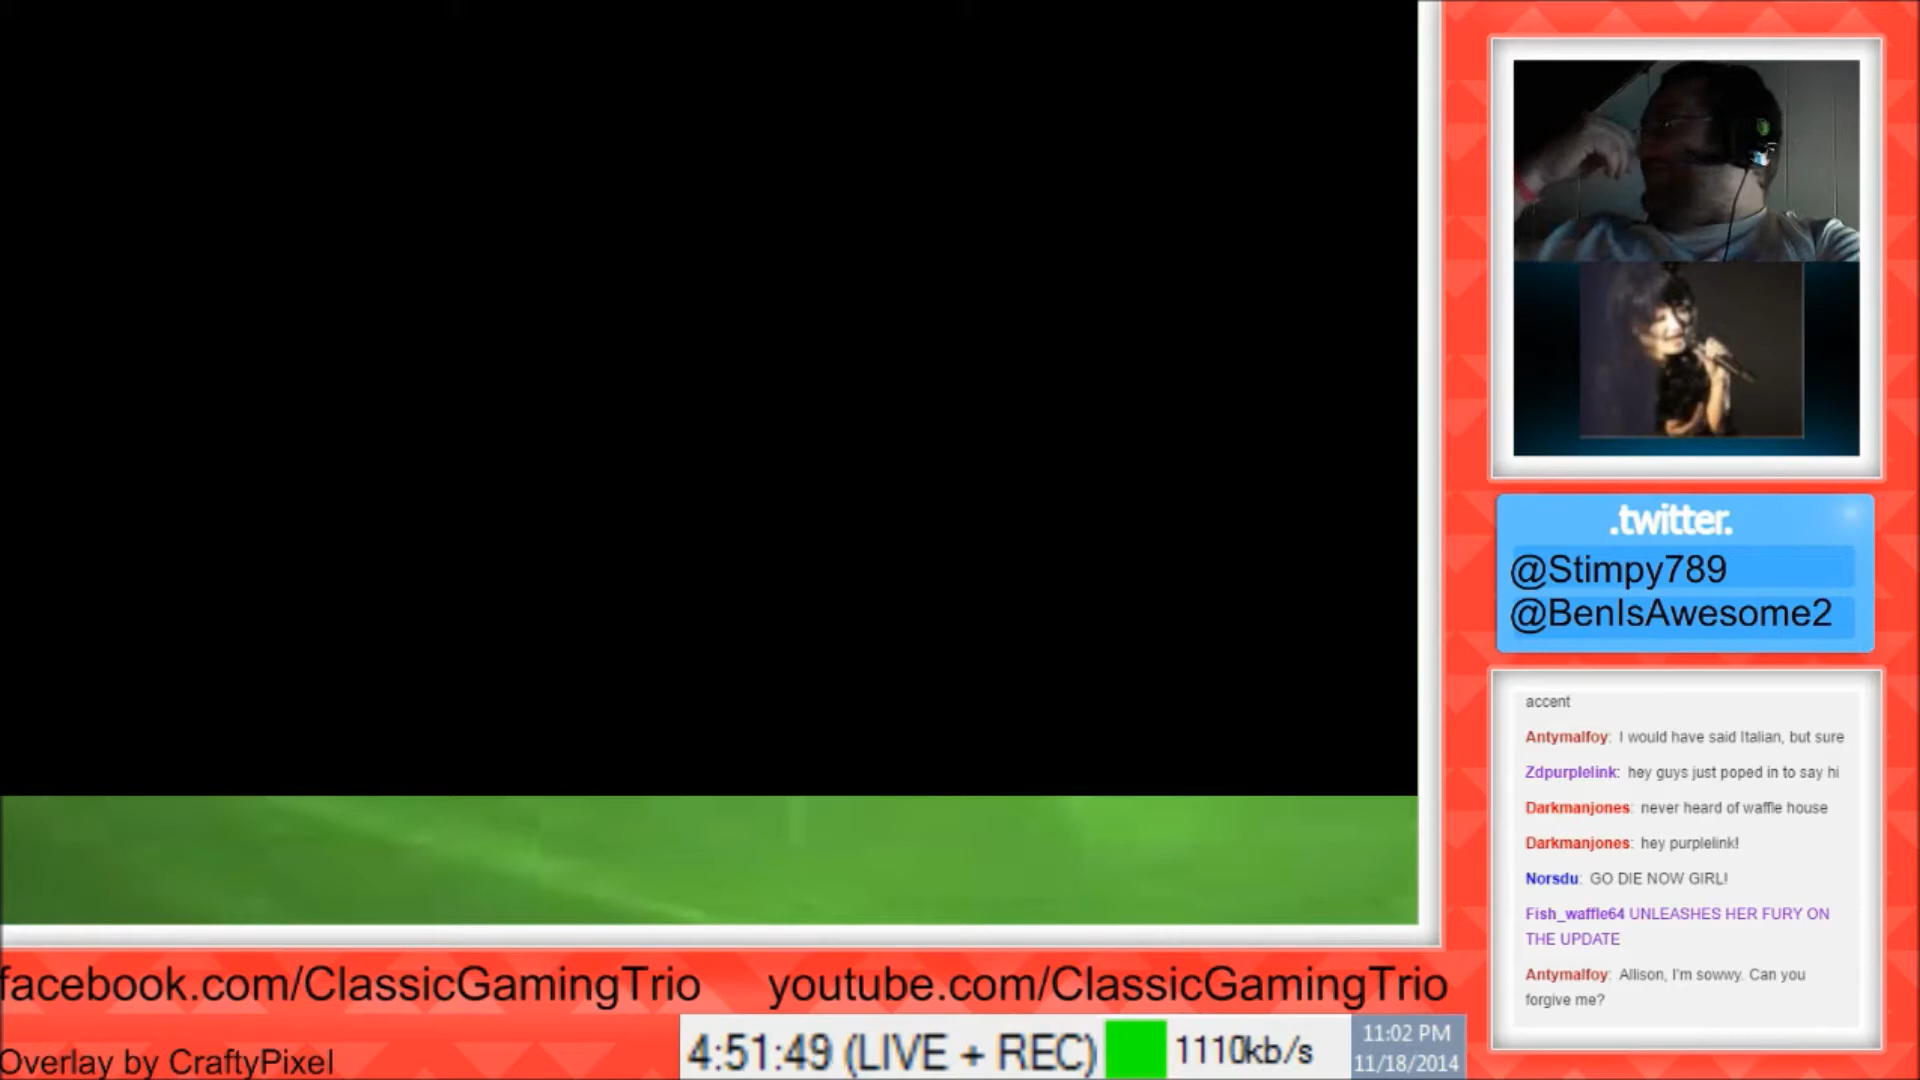 .twitter.
@Stimpy789
@BenIsAwesome2
accent
Antymalfoy: I would have said Italian, but sure
Zdpurplelink: hey guys just poped in to say hi
Darkmanjones: never heard of waffle house
Darkmanjones: hey purplelink!
Norsdu: GO DIE NOW GIRL!
Fish_waffle64 UNLEASHES HER FURY ON
THE UPDATE
Antymalfoy: Allison, I'm sowwy. Can you
forgive me?
facebook.com/ClassicGamingTrio youtube.com/ClassicGamingTrio
4:51:49 (LIVE + REC) 1110kb/s
11:02 PM
11/18/2014
Overlay by CraftyPixel